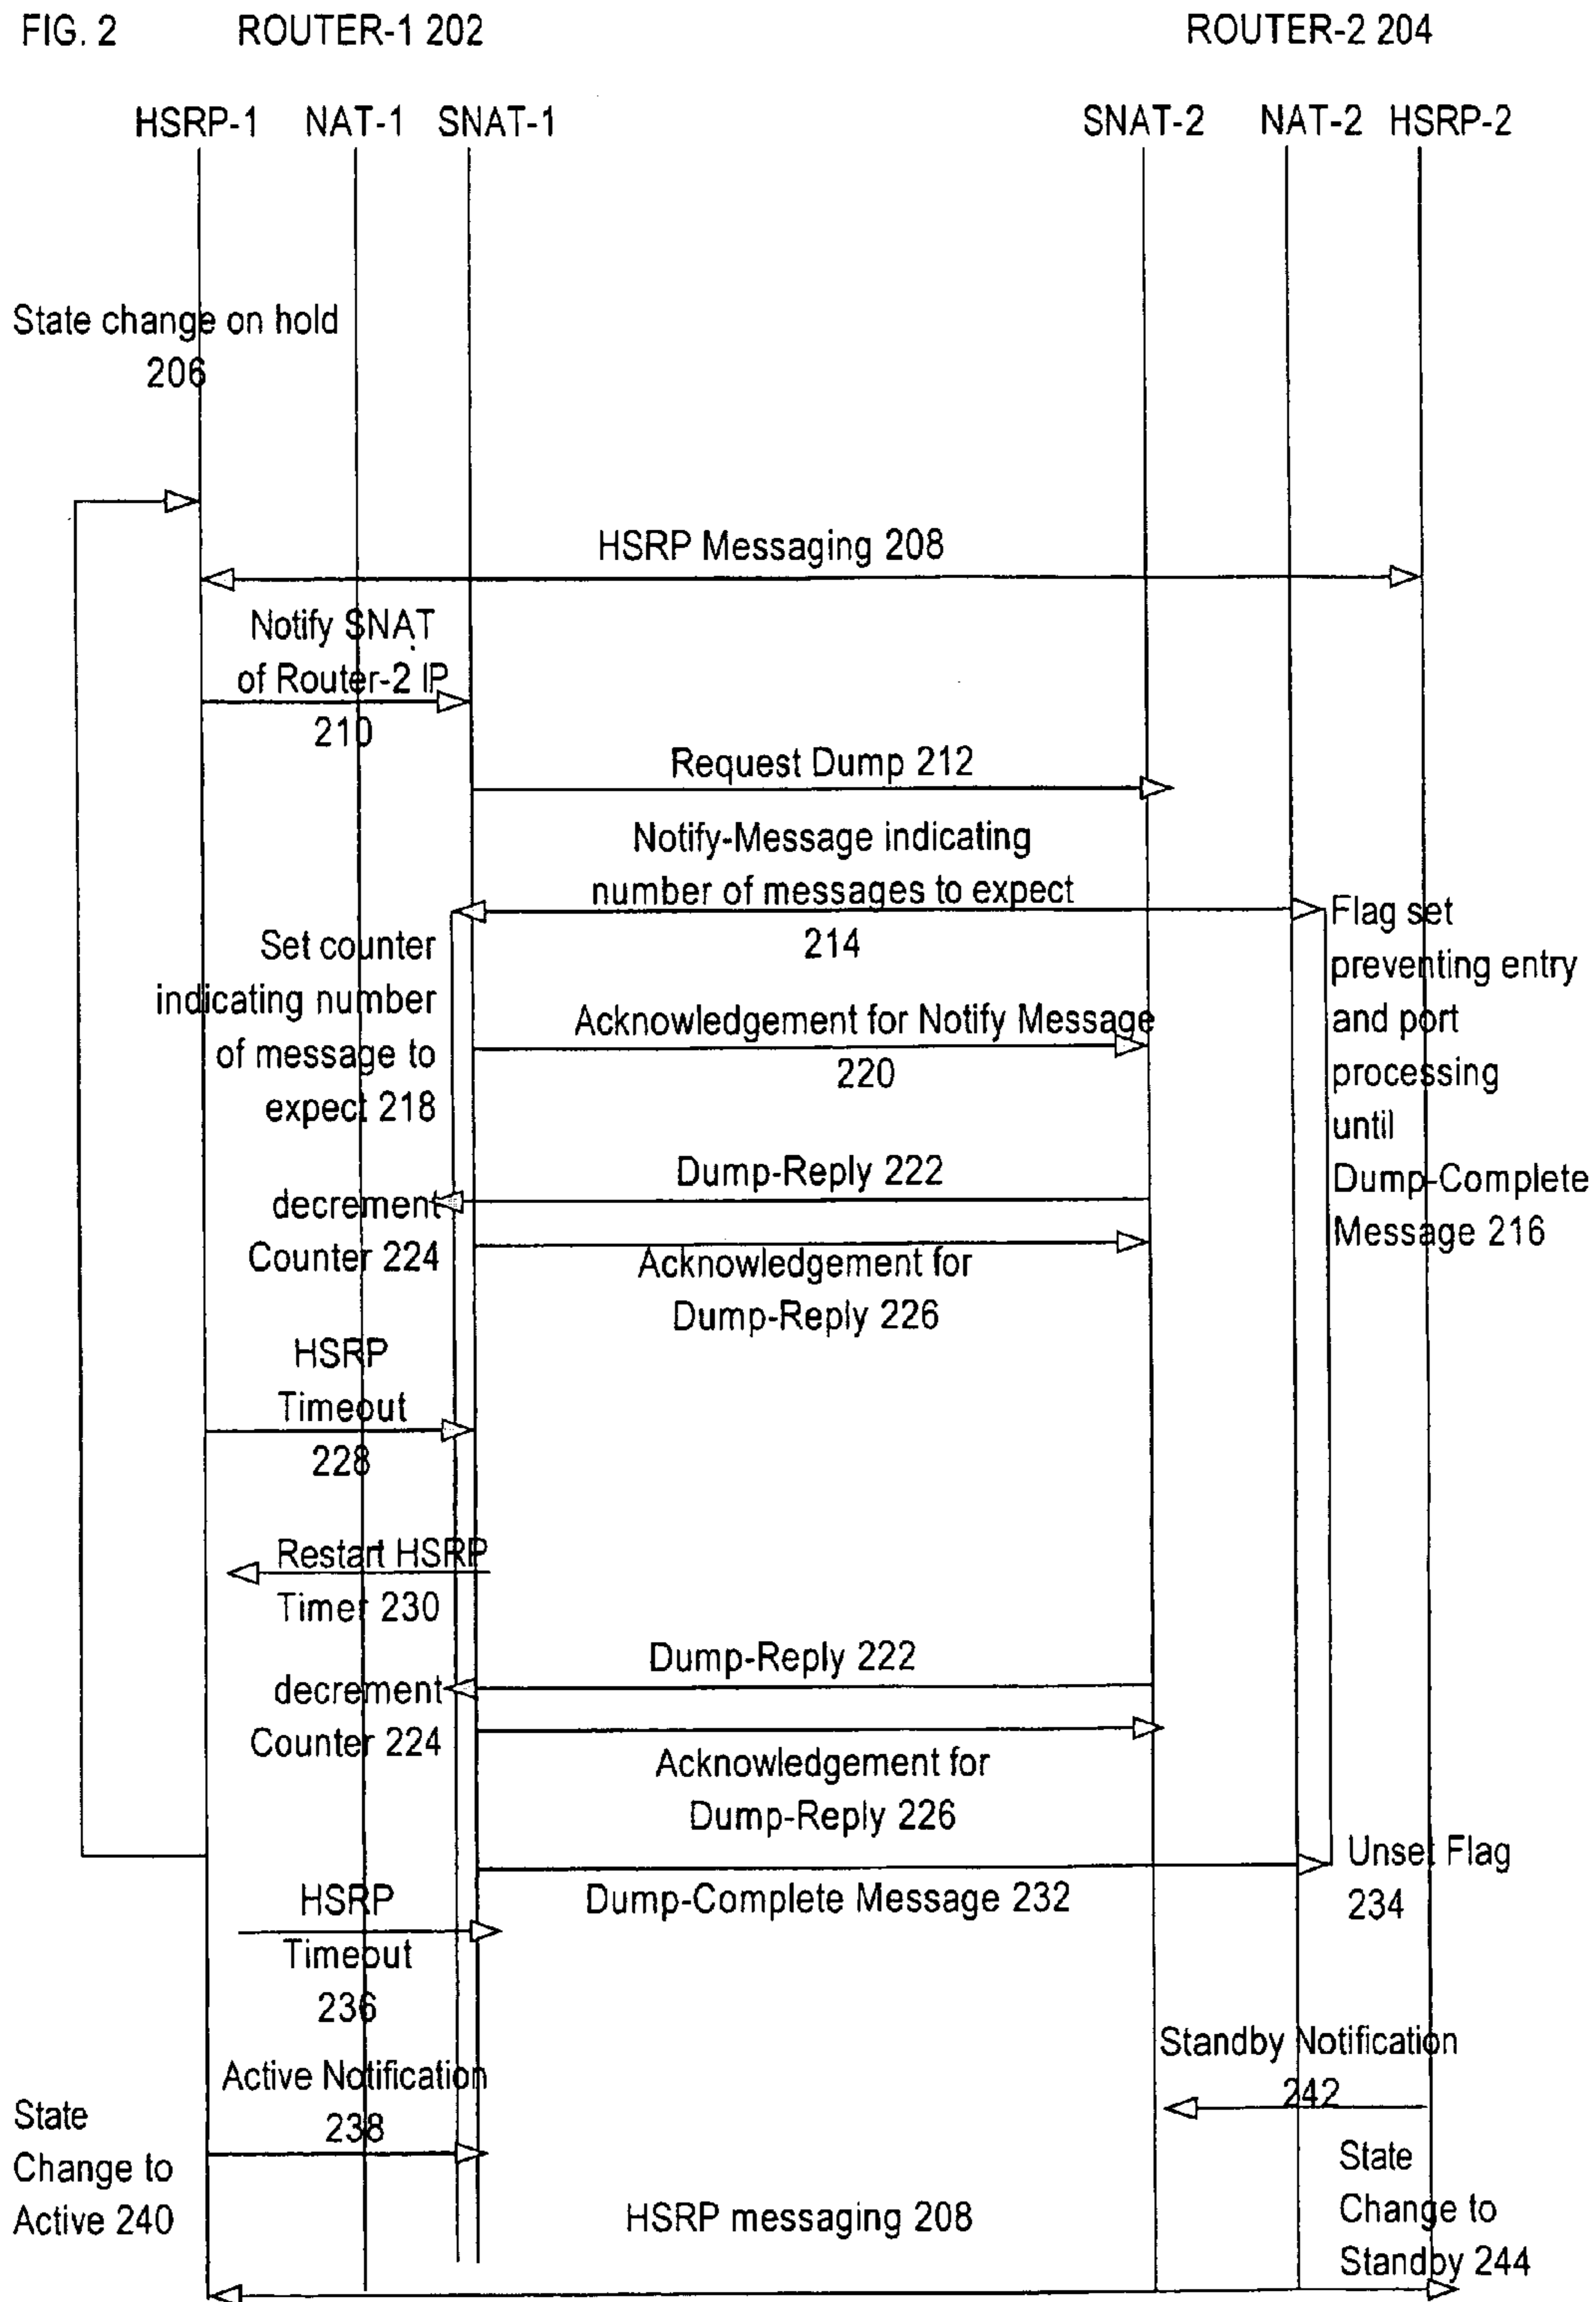 FIG. 2 ROUTER-1 202 ROUTER-2 204
HSRP-1 NAT-1 SNAT-1 SNAT-2 NAT-2 HSRP-2
State change on hold
206
HSRP Messaging 208
Notify SNAT
of Router-2 IP
210
Request Dump 212
Notify-Message indicating
number of messages to expect
214
Flag set
preventing entry
and port
processing
until
Dump-Complete
Message 216
Set counter
indicating number
of message to
expect 218
Acknowledgement for Notify Message
220
Dump-Reply 222
decrement
Counter 224
Acknowledgement for
Dump-Reply 226
HSRP
Timeout
228
Restart HSRP
Timer 230
Dump-Reply 222
decrement
Counter 224
Acknowledgement for
Dump-Reply 226
Unset Flag
234
Dump-Complete Message 232
HSRP
Timeout
236
Standby Notification
242
Active Notification
238
State
Change to
Active 240
State
Change to
Standby 244
HSRP messaging 208